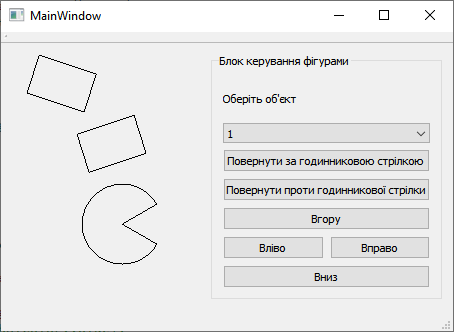 MainWindow
Блок керування фігурами
Оберіть об'єкт
1
Повернути за годинниковою стрілкою
Повернути проти годинникової стрілки
Вгору
Вліво Вправо
Вниз